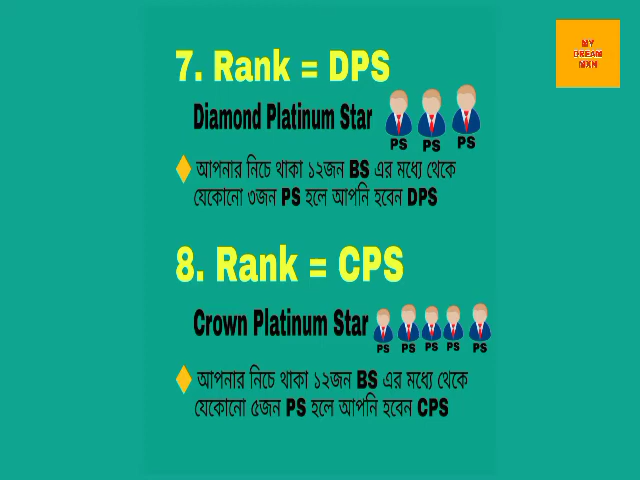 MY
DREAM
MXN
7. Rank = DPS
Diamond Platinum Star
PS PS PS
আপনার নিচে থাকা ১২জন BS এর মধ্যে থেকে
যেকোনো ৩জন PS হলে আপনি হবেন DPS
8. Rank = CPS
Crown Platinum Star
PS PS PS PS PS
আপনার নিচে থাকা ১২জন BS এর মধ্যে থেকে
যেকোনো ৫জন PS হলে আপনি হবেন CPS